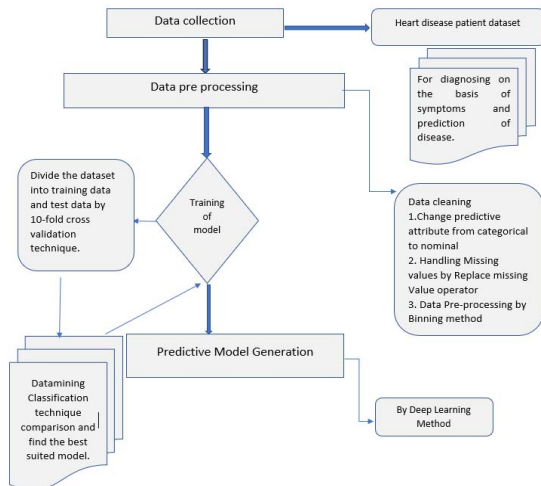 Data collection
Heart disease patient dataset
For diagnosing on
the basis of
symptoms and
prediction of
disease.
Data pre processing
Divide the dataset
into training data
and test data by
10-fold cross
validation
technique.
Training
of
model
Data cleaning
1.Change predictive
attribute from categorical
to nominal
2. Handling Missing
values by Replace missing
Value operator
3. Data Pre-processing by
Binning method
Predictive Model Generation
Datamining
Classification
technique
comparison and
find the best
suited model.
By Deep Learning
Method